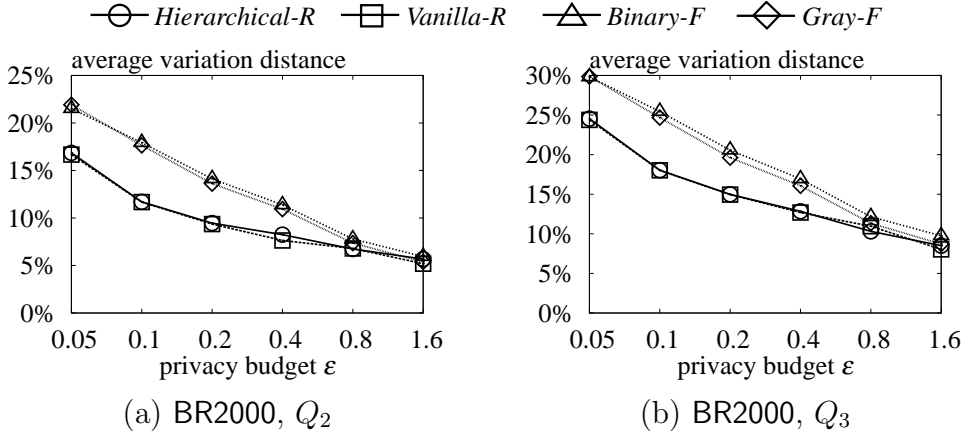 Hierarchical-R Vanilla-R Binary-F Gray-F
average variation distance
25%
20%
15%
10%
5%
0%
0.05 0.1 0.2 0.4 0.8 1.6
privacy budget ε
(a) BR2000, Q2
average variation distance
30%
25%
20%
15%
10%
5%
0%
0.05 0.1 0.2 0.4 0.8 1.6
privacy budget ε
(b) BR2000, Q3